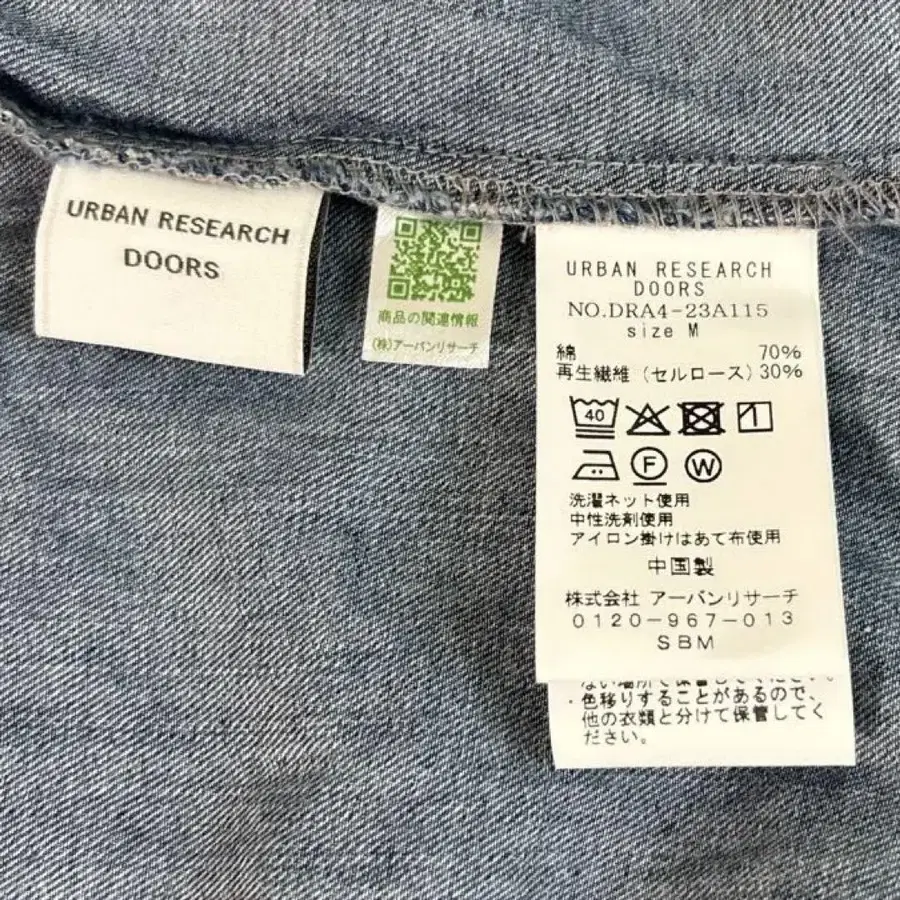 URBAN RESEARCH
DOORS
商品の関連情報
(株)アーバンリサーチ
URBAN RESEARCH
DOORS
NO.DRA4-23A115
size M
綿 70%
再生繊維 (セルロース) 30%
40
F W
洗濯ネット使用
中性洗剤使用
アイロン掛けはあて布使用
中国製
株式会社 アーバンリサーチ
0120-967-013
SBM
・色移りすることがあるので、
他の衣類と分けて保管してく
ださい。